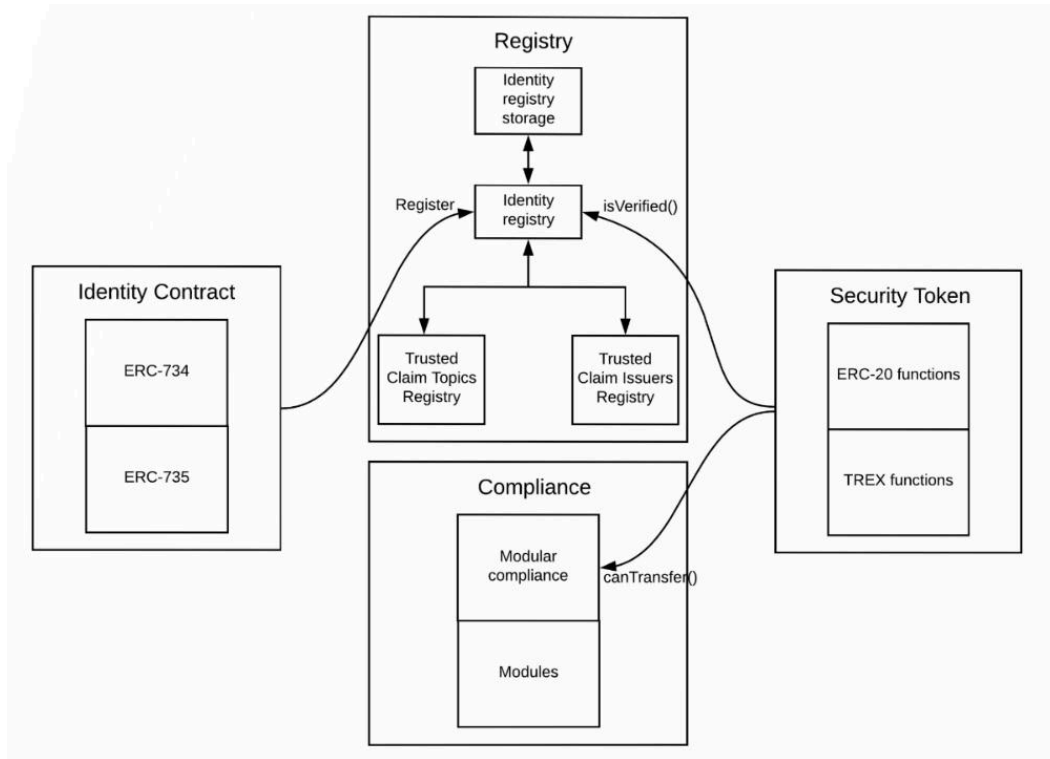 Registry
Identity
registry
storage
Register
Identity
registry
isVerified()
Trusted
Claim Topics
Registry
Trusted
Claim Issuers
Registry
Identity Contract
ERC-734
ERC-735
Security Token
ERC-20 functions
TREX functions
Compliance
Modular
compliance
canTransfer()
Modules